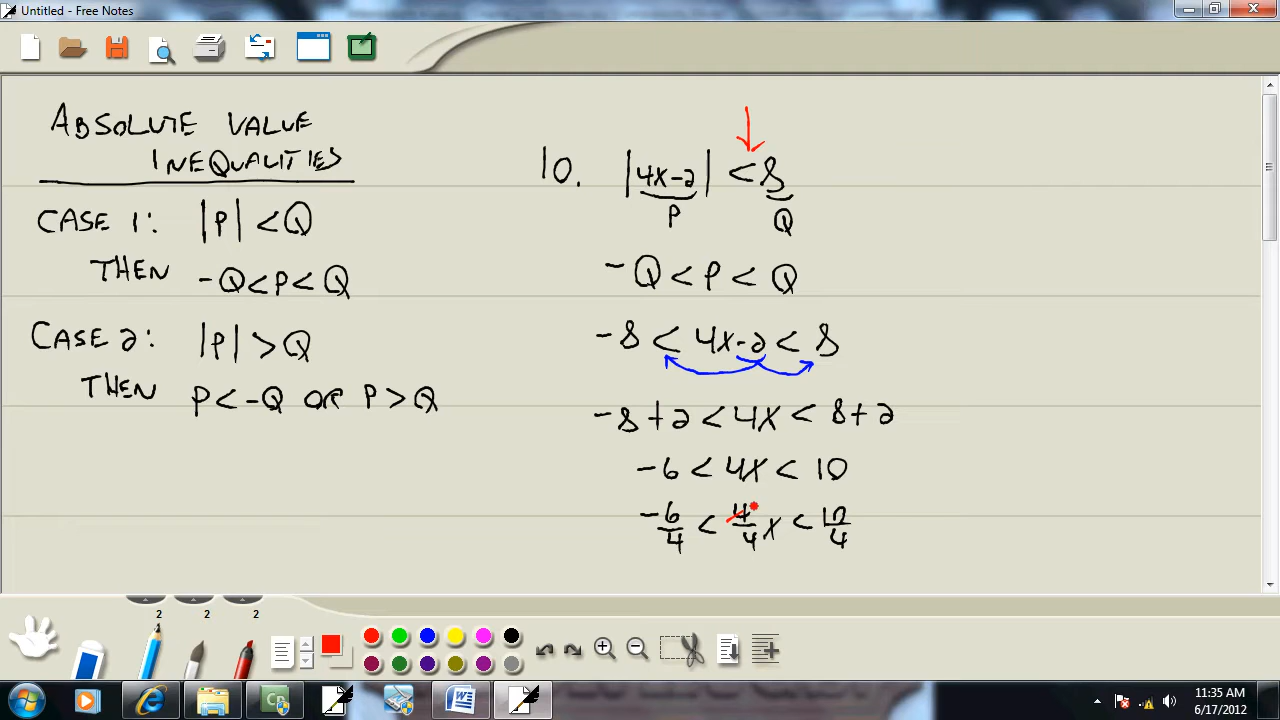 Untitled - Free Notes
ABSOLUTE VALUE
INEQUALITIES
CASE 1: |P| < Q
THEN -Q < P < Q
CASE 2: |P| > Q
THEN P < -Q OR P > Q
10. |4x-2| < 8
P Q
-Q < P < Q
-8 < 4x-2 < 8
-8+2 < 4x < 8+2
-6 < 4x < 10
-6/4 < 4/4 x < 10/4
2 2 2
11:35 AM
6/17/2012